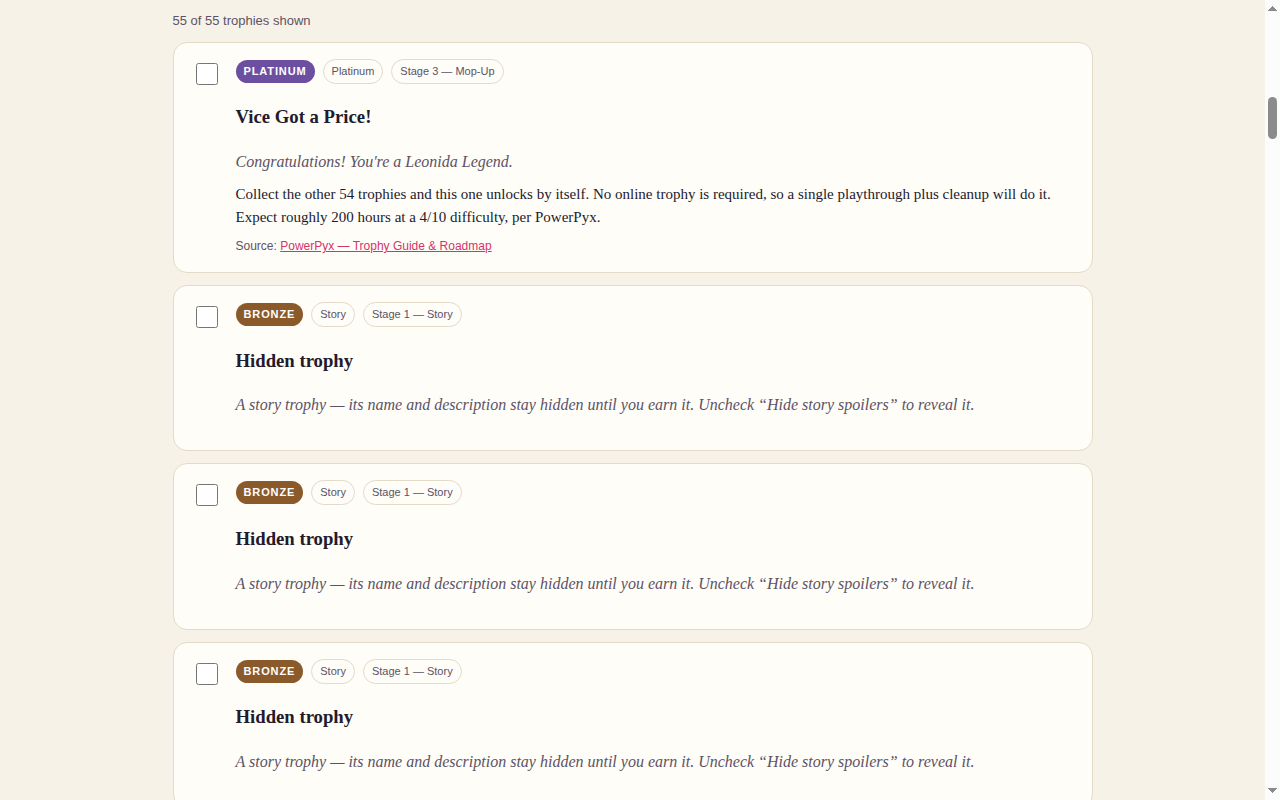 55 of 55 trophies shown
PLATINUM Platinum Stage 3 — Mop-Up
Vice Got a Price!
Congratulations! You're a Leonida Legend.
Collect the other 54 trophies and this one unlocks by itself. No online trophy is required, so a single playthrough plus cleanup will do it.
Expect roughly 200 hours at a 4/10 difficulty, per PowerPyx.
Source: PowerPyx — Trophy Guide & Roadmap
BRONZE Story Stage 1 — Story
Hidden trophy
A story trophy — its name and description stay hidden until you earn it. Uncheck “Hide story spoilers” to reveal it.
BRONZE Story Stage 1 — Story
Hidden trophy
A story trophy — its name and description stay hidden until you earn it. Uncheck “Hide story spoilers” to reveal it.
BRONZE Story Stage 1 — Story
Hidden trophy
A story trophy — its name and description stay hidden until you earn it. Uncheck “Hide story spoilers” to reveal it.